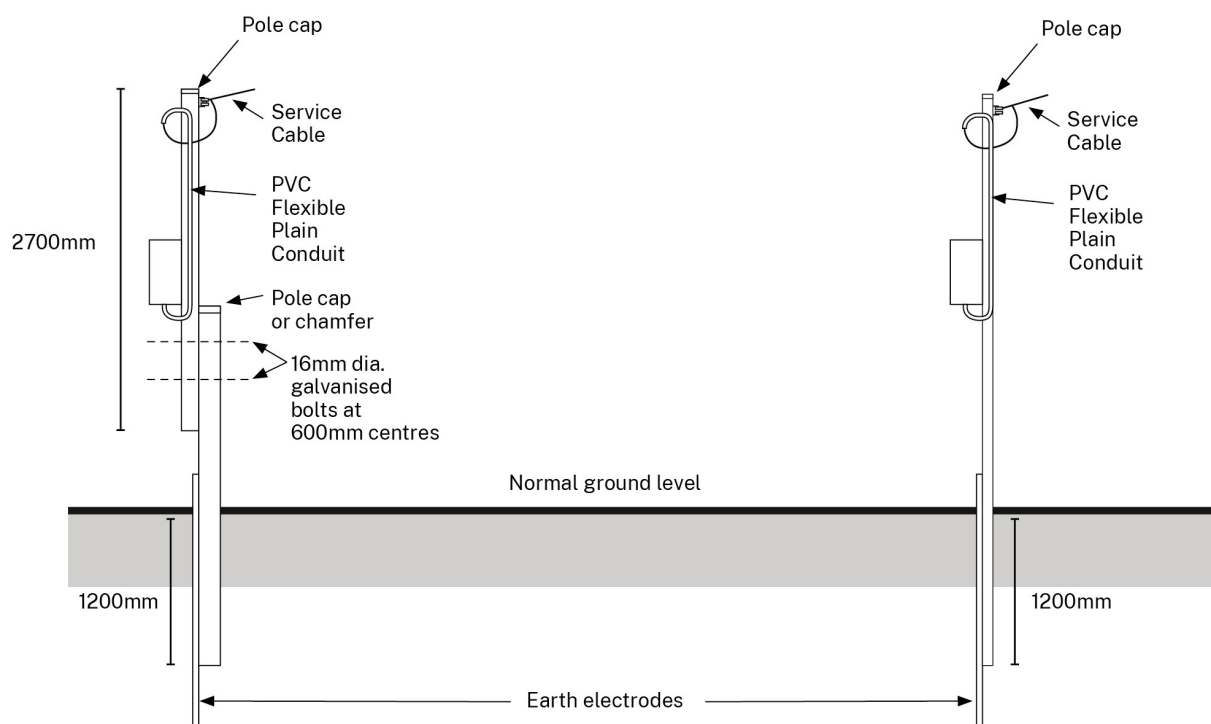 Pole cap
Service
Cable
PVC
Flexible
Plain
Conduit
2700mm
Pole cap
or chamfer
16mm dia.
galvanised
bolts at
600mm centres
Pole cap
Service
Cable
PVC
Flexible
Plain
Conduit
Normal ground level
1200mm
1200mm
Earth electrodes